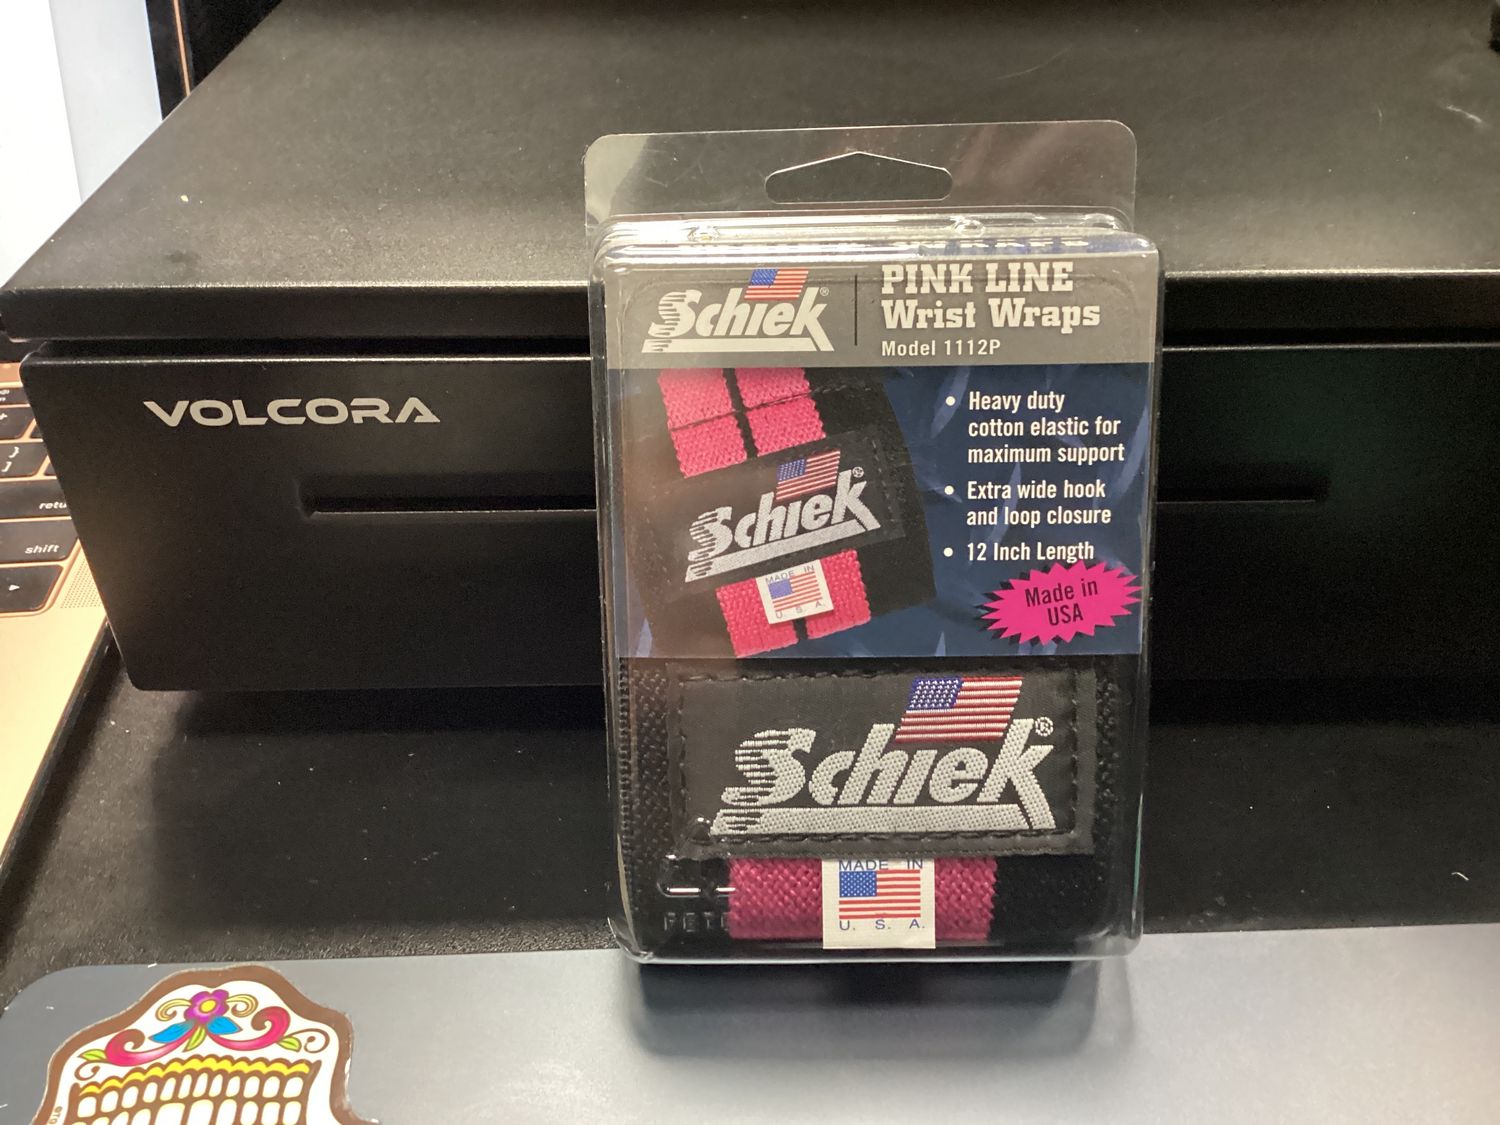 VOLCORA
return
shift
Schiek®
PINK LINE
Wrist Wraps
Model 1112P
• Heavy duty
cotton elastic for
maximum support
• Extra wide hook
and loop closure
• 12 Inch Length
Made in
USA
Schiek®
MADE IN
U. S. A.
Schiek®
MADE IN
U. S. A.